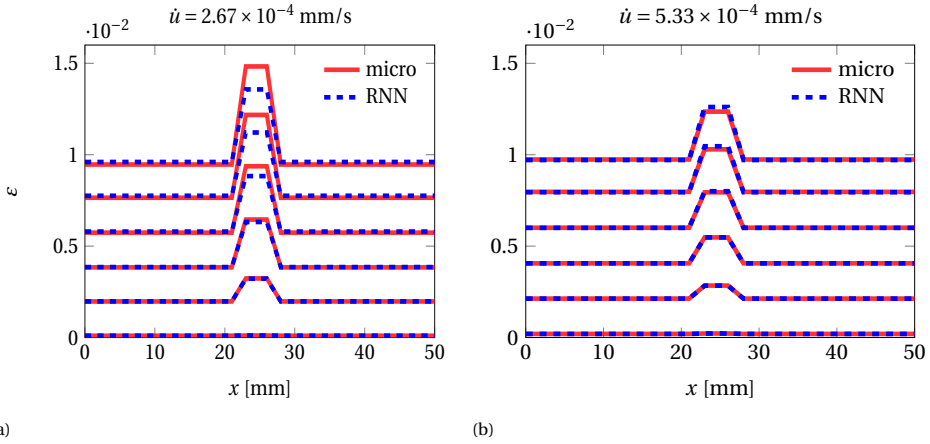 u̇ = 2.67 × 10⁻⁴ mm/s
·10⁻²
1.5
1
0.5
0
ε
micro
RNN
0 10 20 30 40 50
x [mm]
a)
u̇ = 5.33 × 10⁻⁴ mm/s
·10⁻²
1.5
1
0.5
0
micro
RNN
0 10 20 30 40 50
x [mm]
(b)